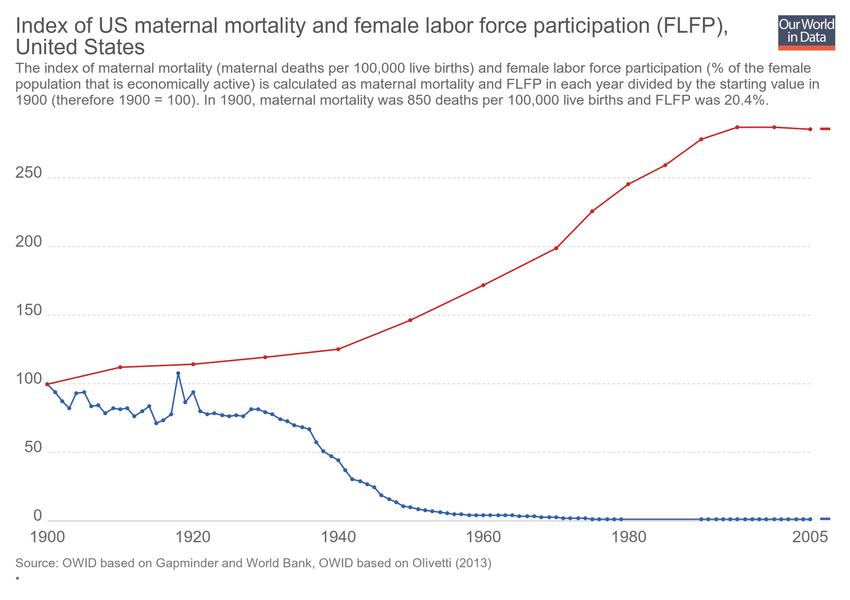 Index of US maternal mortality and female labor force participation (FLFP),
United States
Our World
in Data
The index of maternal mortality (maternal deaths per 100,000 live births) and female labor force participation (% of the female
population that is economically active) is calculated as maternal mortality and FLFP in each year divided by the starting value in
1900 (therefore 1900 = 100). In 1900, maternal mortality was 850 deaths per 100,000 live births and FLFP was 20.4%.
250
200
150
100
50
0
1900 1920 1940 1960 1980 2005
Source: OWID based on Gapminder and World Bank, OWID based on Olivetti (2013)
•